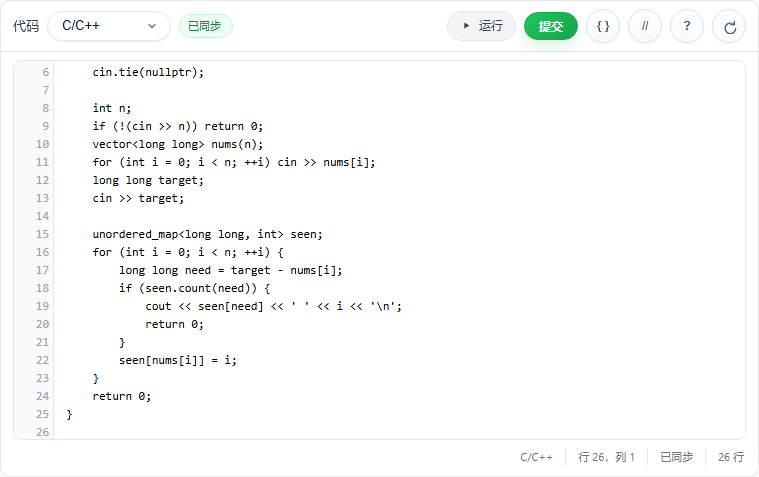 代码 C/C++ 已同步 运行 提交 { } // ?
6 cin.tie(nullptr);
7
8 int n;
9 if (!(cin >> n)) return 0;
10 vector<long long> nums(n);
11 for (int i = 0; i < n; ++i) cin >> nums[i];
12 long long target;
13 cin >> target;
14
15 unordered_map<long long, int> seen;
16 for (int i = 0; i < n; ++i) {
17 long long need = target - nums[i];
18 if (seen.count(need)) {
19 cout << seen[need] << ' ' << i << '\n';
20 return 0;
21 }
22 seen[nums[i]] = i;
23 }
24 return 0;
25 }
26
C/C++ 行 26，列 1 已同步 26 行